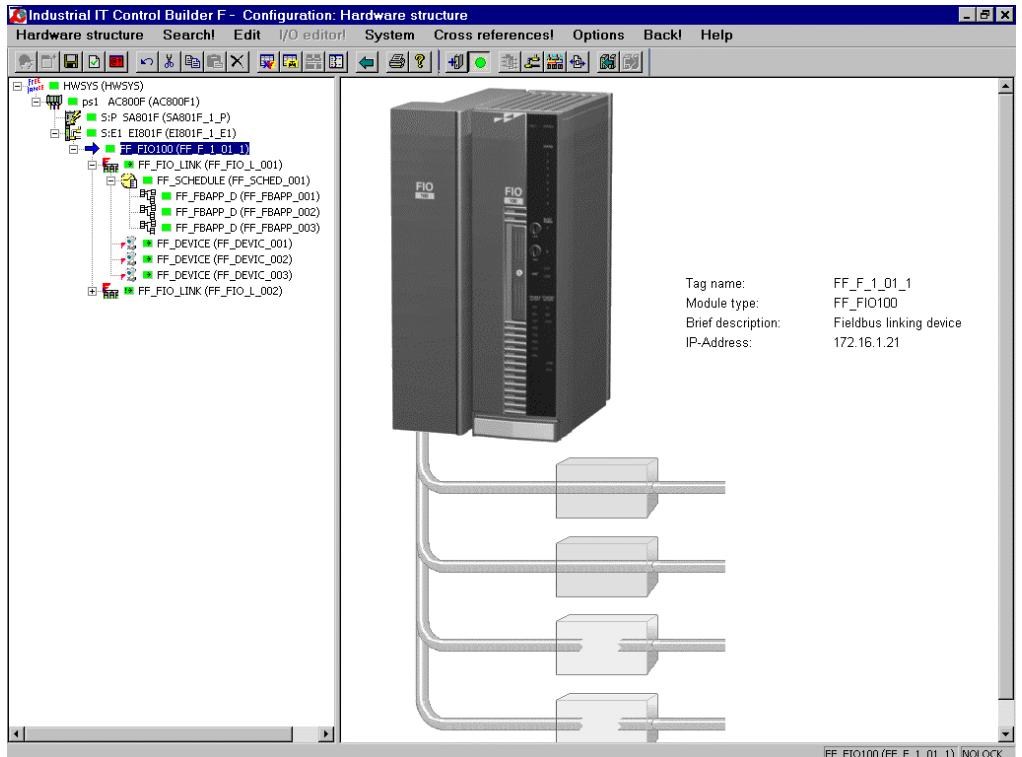 Industrial IT Control Builder F - Configuration: Hardware structure
Hardware structure Search! Edit I/O editor! System Cross references! Options Back! Help
HWSYS (HWSYS)
ps1 AC800F (AC800F1)
S:P SA801F (SA801F_1_P)
S:E1 EI801F (EI801F_1_E1)
FF_FIO100 (FF_F_1_01_1)
FF_FIO_LINK (FF_FIO_L_001)
FF_SCHEDULE (FF_SCHED_001)
FF_FBAPP_D (FF_FBAPP_001)
FF_FBAPP_D (FF_FBAPP_002)
FF_FBAPP_D (FF_FBAPP_003)
FF_DEVICE (FF_DEVIC_001)
FF_DEVICE (FF_DEVIC_002)
FF_DEVICE (FF_DEVIC_003)
FF_FIO_LINK (FF_FIO_L_002)
FIO
100
FIO
100
Tag name: FF_F_1_01_1
Module type: FF_FIO100
Brief description: Fieldbus linking device
IP-Address: 172.16.1.21
FF_FIO100 (FF_F_1_01_1) NOLOCK